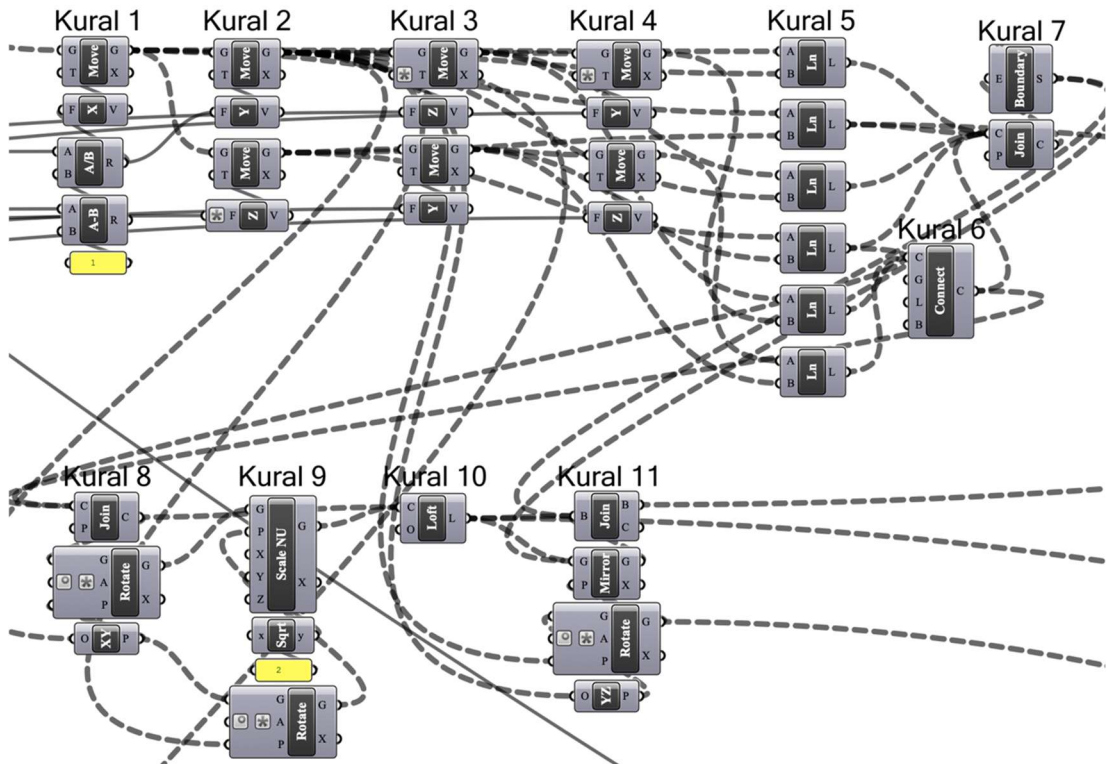 Kural 1
G Move G
T X
F X V
A A/B R
B
A A-B R
B
1
Kural 2
G Move G
T X
F Y V
G Move G
T X
F Z V
Kural 3
G Move G
T X
F Z V
G Move G
T X
F Y V
Kural 4
G Move G
T X
F Y V
G Move G
T X
F Z V
Kural 5
A Ln L
B
A Ln L
B
A Ln L
B
A Ln L
B
A Ln L
B
A Ln L
B
Kural 6
C Connect C
G
L
B
Kural 7
E Boundary S
C Join C
P
Kural 8
C Join C
P
G Rotate G
A
P X
O XY P
Kural 9
G Scale NU G
P
X
Y X
Z
x Sqrt y
2
G Rotate G
A
P X
Kural 10
C Loft L
O
Kural 11
B Join B
C
G Mirror G
P X
G Rotate G
A
P X
O YZ P